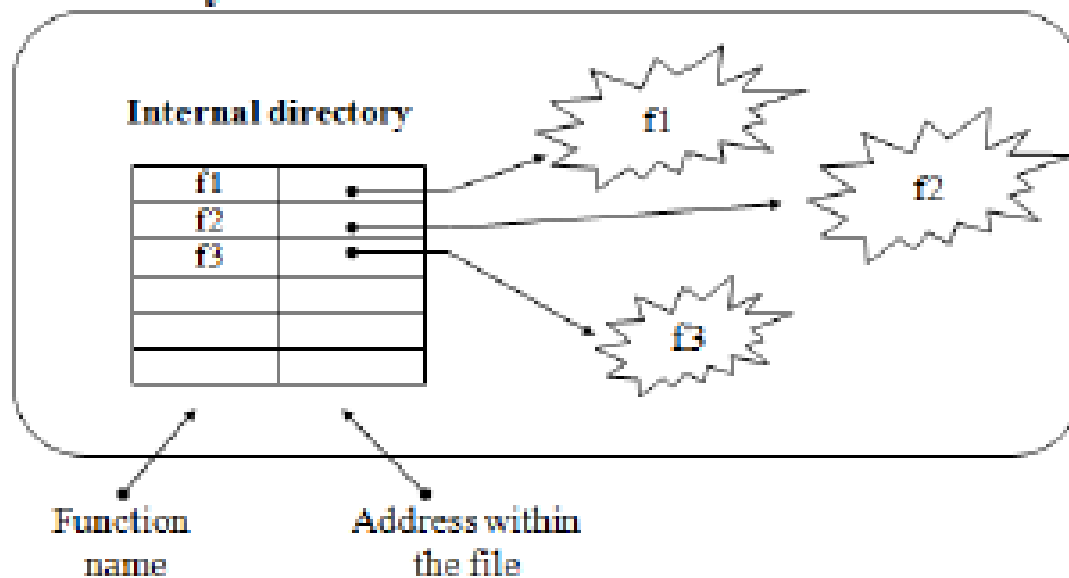 Internal directory
f1
f2
f3
f1
f2
f3
Function
name
Address within
the file